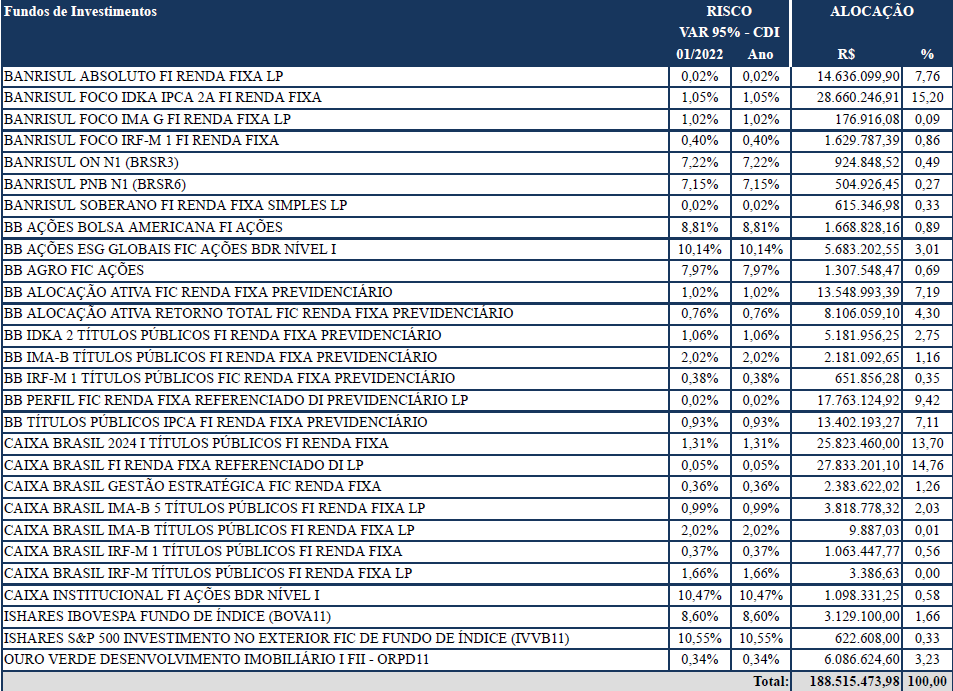 Fundos de Investimentos RISCO ALOCAÇÃO
VAR 95% - CDI
01/2022 Ano R$ %
BANRISUL ABSOLUTO FI RENDA FIXA LP 0,02% 0,02% 14.636.099,90 7,76
BANRISUL FOCO IDKA IPCA 2A FI RENDA FIXA 1,05% 1,05% 28.660.246,91 15,20
BANRISUL FOCO IMA G FI RENDA FIXA LP 1,02% 1,02% 176.916,08 0,09
BANRISUL FOCO IRF-M 1 FI RENDA FIXA 0,40% 0,40% 1.629.787,39 0,86
BANRISUL ON N1 (BRSR3) 7,22% 7,22% 924.848,52 0,49
BANRISUL PNB N1 (BRSR6) 7,15% 7,15% 504.926,45 0,27
BANRISUL SOBERANO FI RENDA FIXA SIMPLES LP 0,02% 0,02% 615.346,98 0,33
BB AÇÕES BOLSA AMERICANA FI AÇÕES 8,81% 8,81% 1.668.828,16 0,89
BB AÇÕES ESG GLOBAIS FIC AÇÕES BDR NÍVEL I 10,14% 10,14% 5.683.202,55 3,01
BB AGRO FIC AÇÕES 7,97% 7,97% 1.307.548,47 0,69
BB ALOCAÇÃO ATIVA FIC RENDA FIXA PREVIDENCIÁRIO 1,02% 1,02% 13.548.993,39 7,19
BB ALOCAÇÃO ATIVA RETORNO TOTAL FIC RENDA FIXA PREVIDENCIÁRIO 0,76% 0,76% 8.106.059,10 4,30
BB IDKA 2 TÍTULOS PÚBLICOS FI RENDA FIXA PREVIDENCIÁRIO 1,06% 1,06% 5.181.956,25 2,75
BB IMA-B TÍTULOS PÚBLICOS FI RENDA FIXA PREVIDENCIÁRIO 2,02% 2,02% 2.181.092,65 1,16
BB IRF-M 1 TÍTULOS PÚBLICOS FIC RENDA FIXA PREVIDENCIÁRIO 0,38% 0,38% 651.856,28 0,35
BB PERFIL FIC RENDA FIXA REFERENCIADO DI PREVIDENCIÁRIO LP 0,02% 0,02% 17.763.124,92 9,42
BB TÍTULOS PÚBLICOS IPCA FI RENDA FIXA PREVIDENCIÁRIO 0,93% 0,93% 13.402.193,27 7,11
CAIXA BRASIL 2024 I TÍTULOS PÚBLICOS FI RENDA FIXA 1,31% 1,31% 25.823.460,00 13,70
CAIXA BRASIL FI RENDA FIXA REFERENCIADO DI LP 0,05% 0,05% 27.833.201,10 14,76
CAIXA BRASIL GESTÃO ESTRATÉGICA FIC RENDA FIXA 0,36% 0,36% 2.383.622,02 1,26
CAIXA BRASIL IMA-B 5 TÍTULOS PÚBLICOS FI RENDA FIXA LP 0,99% 0,99% 3.818.778,32 2,03
CAIXA BRASIL IMA-B TÍTULOS PÚBLICOS FI RENDA FIXA LP 2,02% 2,02% 9.887,03 0,01
CAIXA BRASIL IRF-M 1 TÍTULOS PÚBLICOS FI RENDA FIXA 0,37% 0,37% 1.063.447,77 0,56
CAIXA BRASIL IRF-M TÍTULOS PÚBLICOS FI RENDA FIXA LP 1,66% 1,66% 3.386,63 0,00
CAIXA INSTITUCIONAL FI AÇÕES BDR NÍVEL I 10,47% 10,47% 1.098.331,25 0,58
ISHARES IBOVESPA FUNDO DE ÍNDICE (BOVA11) 8,60% 8,60% 3.129.100,00 1,66
ISHARES S&P 500 INVESTIMENTO NO EXTERIOR FIC DE FUNDO DE ÍNDICE (IVVB11) 10,55% 10,55% 622.608,00 0,33
OURO VERDE DESENVOLVIMENTO IMOBILIÁRIO I FII - ORPD11 0,34% 0,34% 6.086.624,60 3,23
Total: 188.515.473,98 100,00